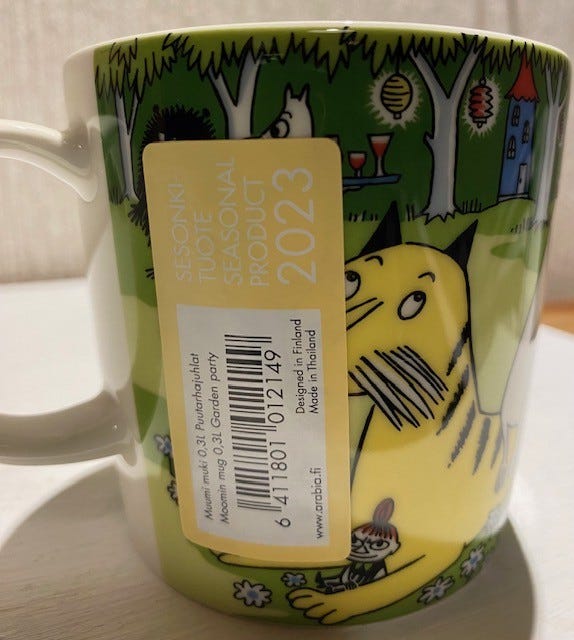 SESONKI-
TUOTE
SEASONAL
PRODUCT
2023
Muumi muki 0,3L Puutarhajuhlat
Moomin mug 0,3L Garden party
6 411801 012149
Designed in Finland
Made in Thailand
www.arabia.fi